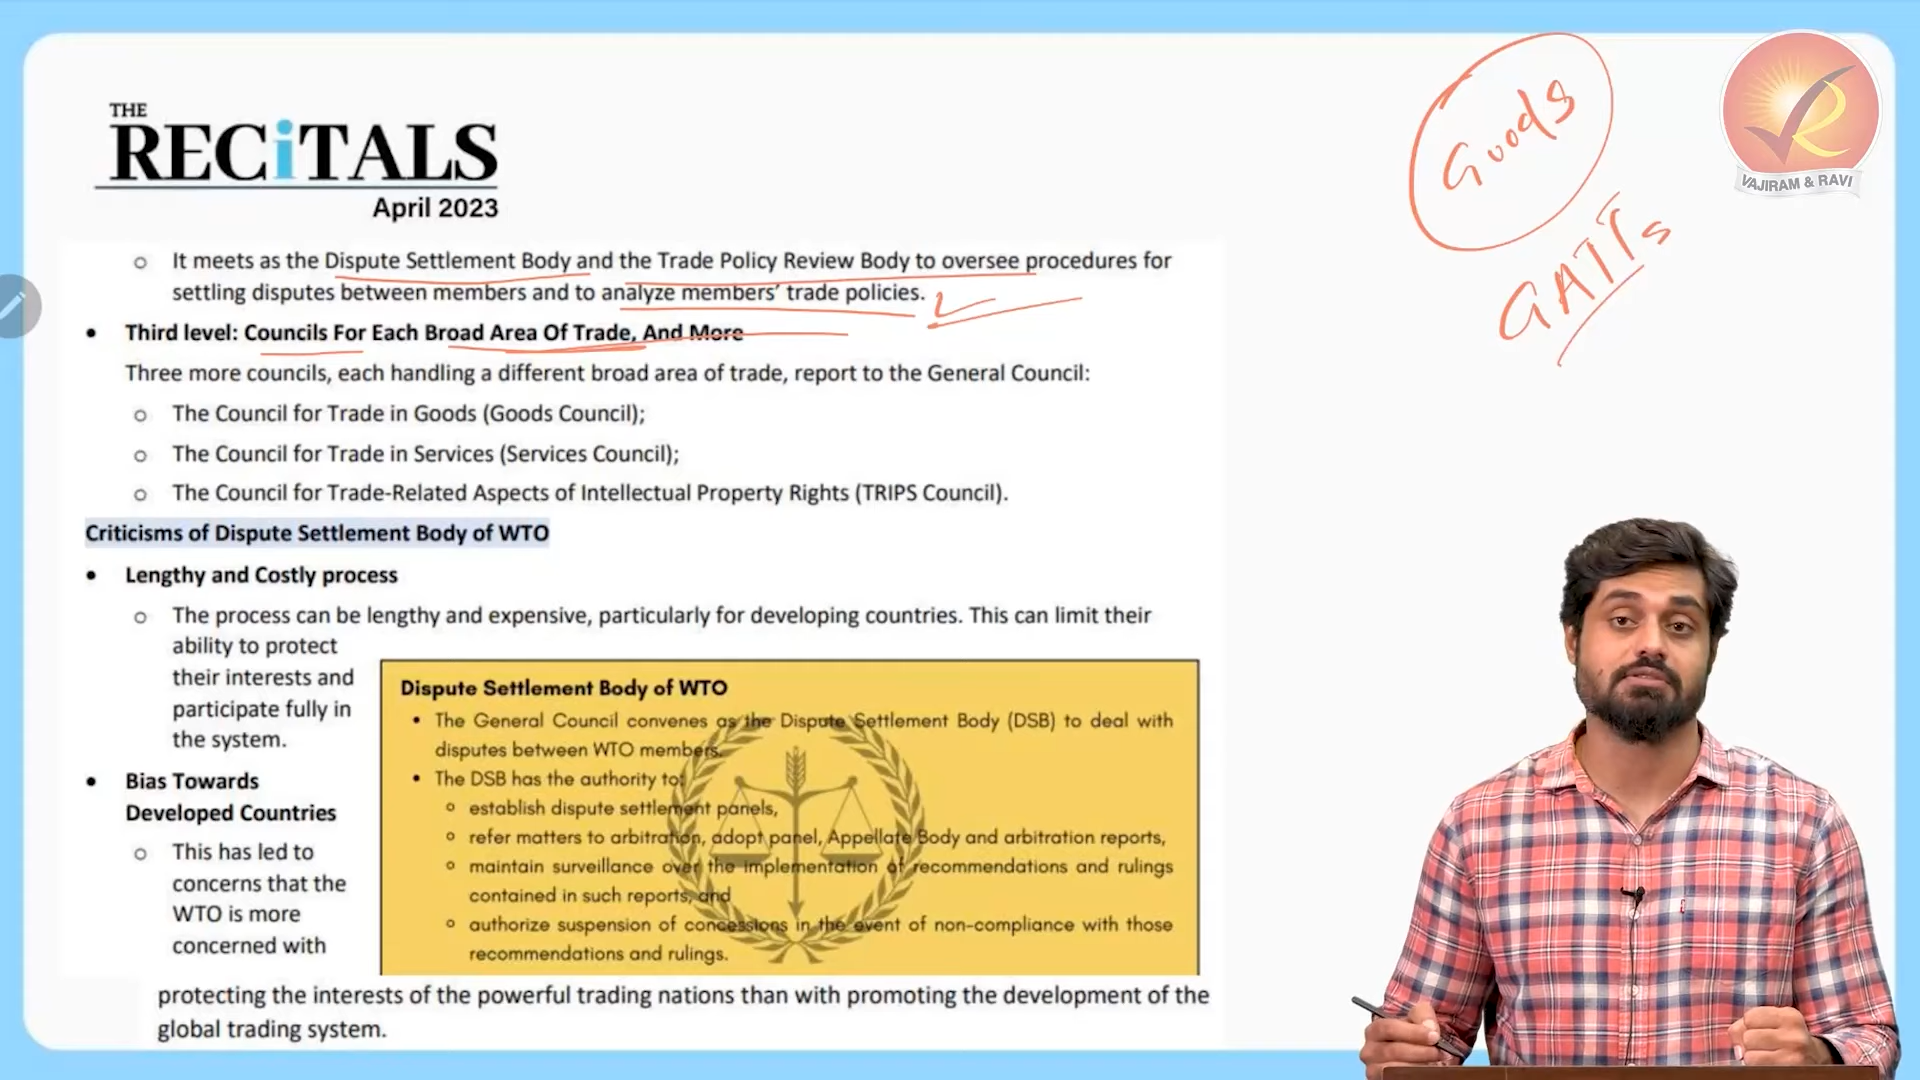 THE
RECiTALS
April 2023
Goods
GATTs
VAJIRAM & RAVI
o It meets as the Dispute Settlement Body and the Trade Policy Review Body to oversee procedures for
settling disputes between members and to analyze members' trade policies.
• Third level: Councils For Each Broad Area Of Trade, And More
Three more councils, each handling a different broad area of trade, report to the General Council:
o The Council for Trade in Goods (Goods Council);
o The Council for Trade in Services (Services Council);
o The Council for Trade-Related Aspects of Intellectual Property Rights (TRIPS Council).
Criticisms of Dispute Settlement Body of WTO
• Lengthy and Costly process
o The process can be lengthy and expensive, particularly for developing countries. This can limit their
ability to protect
their interests and
participate fully in
the system.
• Bias Towards
Developed Countries
o This has led to
concerns that the
WTO is more
concerned with
Dispute Settlement Body of WTO
• The General Council convenes as the Dispute Settlement Body (DSB) to deal with
disputes between WTO members.
• The DSB has the authority to:
o establish dispute settlement panels,
o refer matters to arbitration, adopt panel, Appellate Body and arbitration reports,
o maintain surveillance over the implementation of recommendations and rulings
contained in such reports, and
o authorize suspension of concessions in the event of non-compliance with those
recommendations and rulings.
protecting the interests of the powerful trading nations than with promoting the development of the
global trading system.